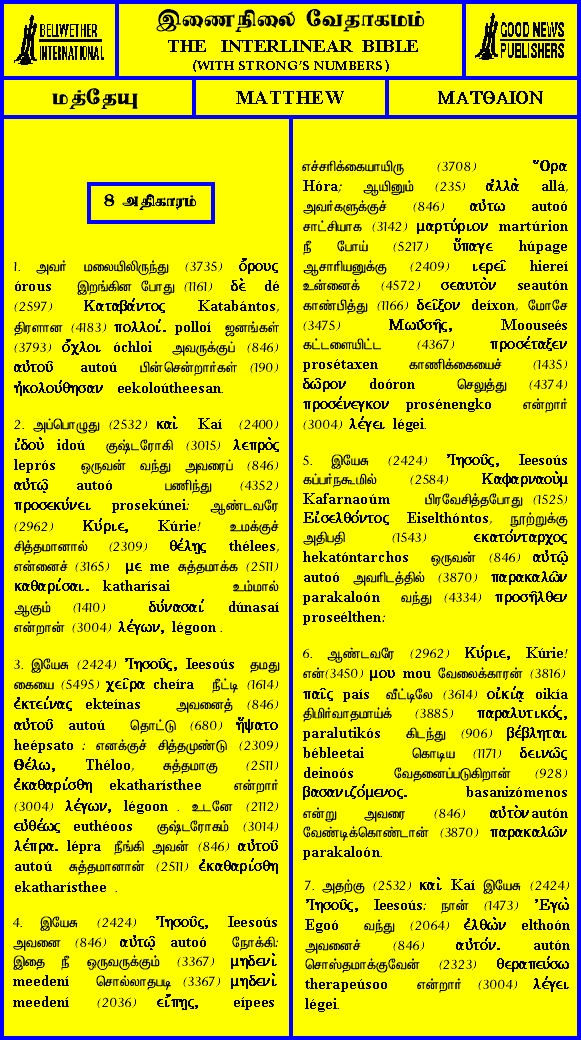 BELLWETHER
INTERNATIONAL
இணைநிலை வேதாகமம்
THE INTERLINEAR BIBLE
(WITH STRONG'S NUMBERS)
GOOD NEWS
PUBLISHERS
மத்தேயு
MATTHEW
ΜΑΤΘΑΙΟΝ
8 அதிகாரம்
1. அவர் மலையிலிருந்து (3735) ὄρους
órous இறங்கின போது (1161) δὲ dé
(2597) Καταβάντος Katabántos,
திரளான (4183) πολλοί. polloí ஜனங்கள்
(3793) ὄχλοι óchloi அவருக்குப் (846)
αὐτοῦ autoú பின்சென்றார்கள் (190)
ἠκολούθησαν eekoloútheesan.
2. அப்பொழுது (2532) καὶ Kaí (2400)
ἰδοὺ idoú குஷ்டரோகி (3015) λεπρὸς
leprós ஒருவன் வந்து அவரைப் (846)
αὐτῷ autoó பணிந்து (4352)
προσεκύνει prosekúnei: ஆண்டவரே
(2962) Κύριε, Kúrie! உமக்குச்
சித்தமானால் (2309) θέλῃς thélees,
என்னைச் (3165) με me சுத்தமாக்க (2511)
καθαρίσαι. katharísai உம்மால்
ஆகும் (1410) δύνασαί dúnasaí
என்றான் (3004) λέγων, légoon .
3. இயேசு (2424) Ἰησοῦς, Ieesoús தமது
கையை (5495) χεῖρα cheíra நீட்டி (1614)
ἐκτείνας ekteínas அவனைத் (846)
αὐτοῦ autoú தொட்டு (680) ἥψατο
heépsato : எனக்குச் சித்தமுண்டு (2309)
Θέλω, Théloo, சுத்தமாகு (2511)
ἐκαθαρίσθη ekatharísthee என்றார்
(3004) λέγων, légoon . உடனே (2112)
εὐθέως euthéoos குஷ்டரோகம் (3014)
λέπρα. lépra நீங்கி அவன் (846) αὐτοῦ
autoú சுத்தமானான் (2511) ἐκαθαρίσθη
ekatharísthee .
4. இயேசு (2424) Ἰησοῦς, Ieesoús
அவனை (846) αὐτῷ autoó நோக்கி:
இதை நீ ஒருவருக்கும் (3367) μηδενὶ
meedení சொல்லாதபடி (3367) μηδενὶ
meedení (2036) εἴπῃς, eípees
எச்சரிக்கையாயிரு (3708) Ὅρα
Hóra; ஆயினும் (235) ἀλλὰ allá,
அவர்களுக்குச் (846) αὐτω autoó
சாட்சியாக (3142) μαρτύριον martúrion
நீ போய் (5217) ὕπαγε húpage
ஆசாரியனுக்கு (2409) ιερεῖ hiereí
உன்னைக் (4572) σεαυτὸν seautón
காண்பித்து (1166) δεῖξον deíxon, மோசே
(3475) Μωϋσῆς, Moouseés
கட்டளையிட்ட (4367) προσέταξεν
prosétaxen காணிக்கையைச் (1435)
δῶρον doóron செலுத்து (4374)
προσένεγκον prosénengko என்றார்
(3004) λέγει légei.
5. இயேசு (2424) Ἰησοῦς, Ieesoús
கப்பர்நகூமில் (2584) Καφαρναοὺμ
Kafarnaoúm பிரவேசித்தபோது (1525)
Εἰσελθόντος Eiselthóntos, நூற்றுக்கு
அதிபதி (1543) εκατόνταρχος
hekatóntarchos ஒருவன் (846) αὐτῷ
autoó அவரிடத்தில் (3870) παρακαλῶν
parakaloón வந்து (4334) προσῆλθεν
proseélthen:
6. ஆண்டவரே (2962) Κύριε, Kúrie!
என்(3450) μου mou வேலைக்காரன் (3816)
παῖς país வீட்டிலே (3614) οἰκίᾳ oikía
திமிர்வாதமாய்க் (3885) παραλυτικός,
paralutikós கிடந்து (906) βέβληται
bébleetai கொடிய (1171) δεινῶς
deinoós வேதனைப்படுகிறான் (928)
βασανιζόμενος. basanizómenos
என்று அவரை (846) αὐτὸν autón
வேண்டிக்கொண்டான் (3870) παρακαλῶν
parakaloón.
7. அதற்கு (2532) καὶ Kaí இயேசு (2424)
Ἰησοῦς, Ieesoús: நான் (1473) Ἐγὼ
Egoó வந்து (2064) ἐλθὼν elthoón
அவனைச் (846) αὐτόν. autón
சொஸ்தமாக்குவேன் (2323) θεραπεύσω
therapeúsoo என்றார் (3004) λέγει
légei.